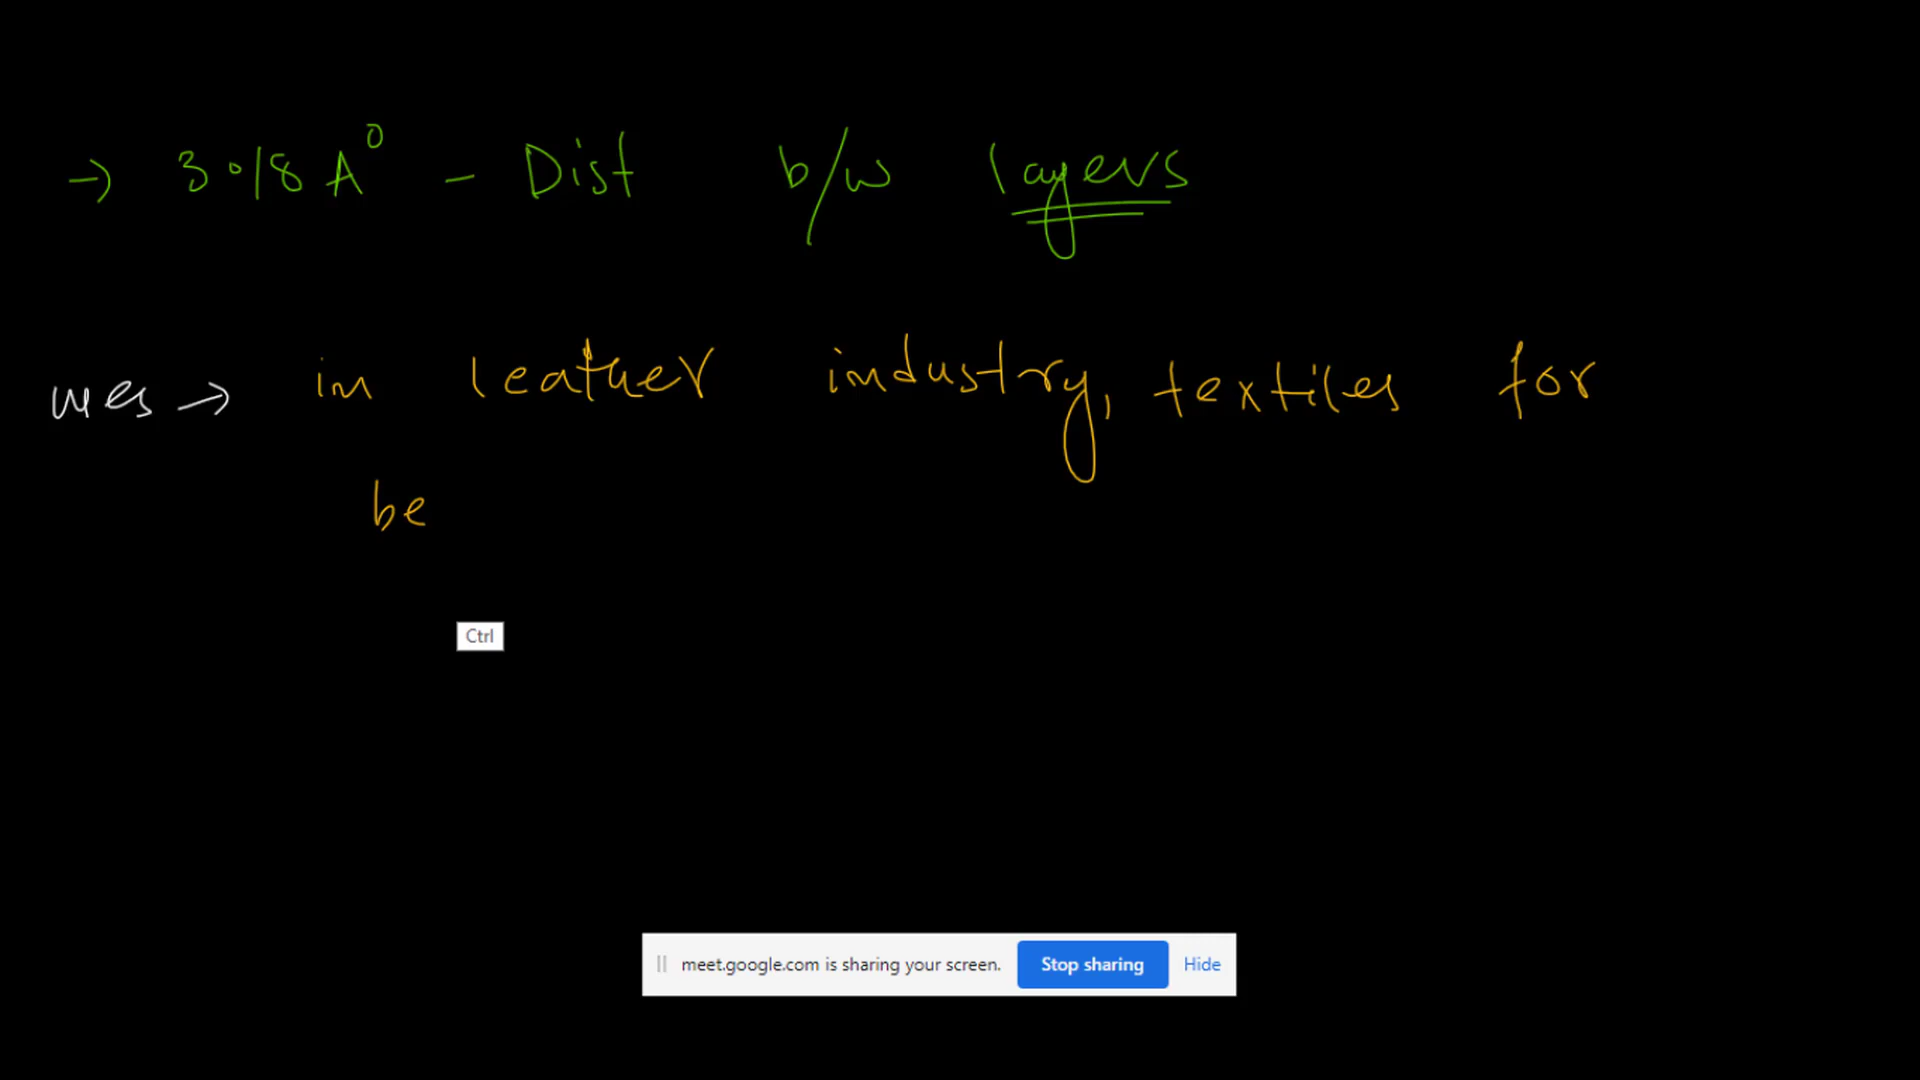 → 3.18 A° - Dist b/w layers
uses → in leather industry, textiles for
be
Ctrl
meet.google.com is sharing your screen. Stop sharing Hide